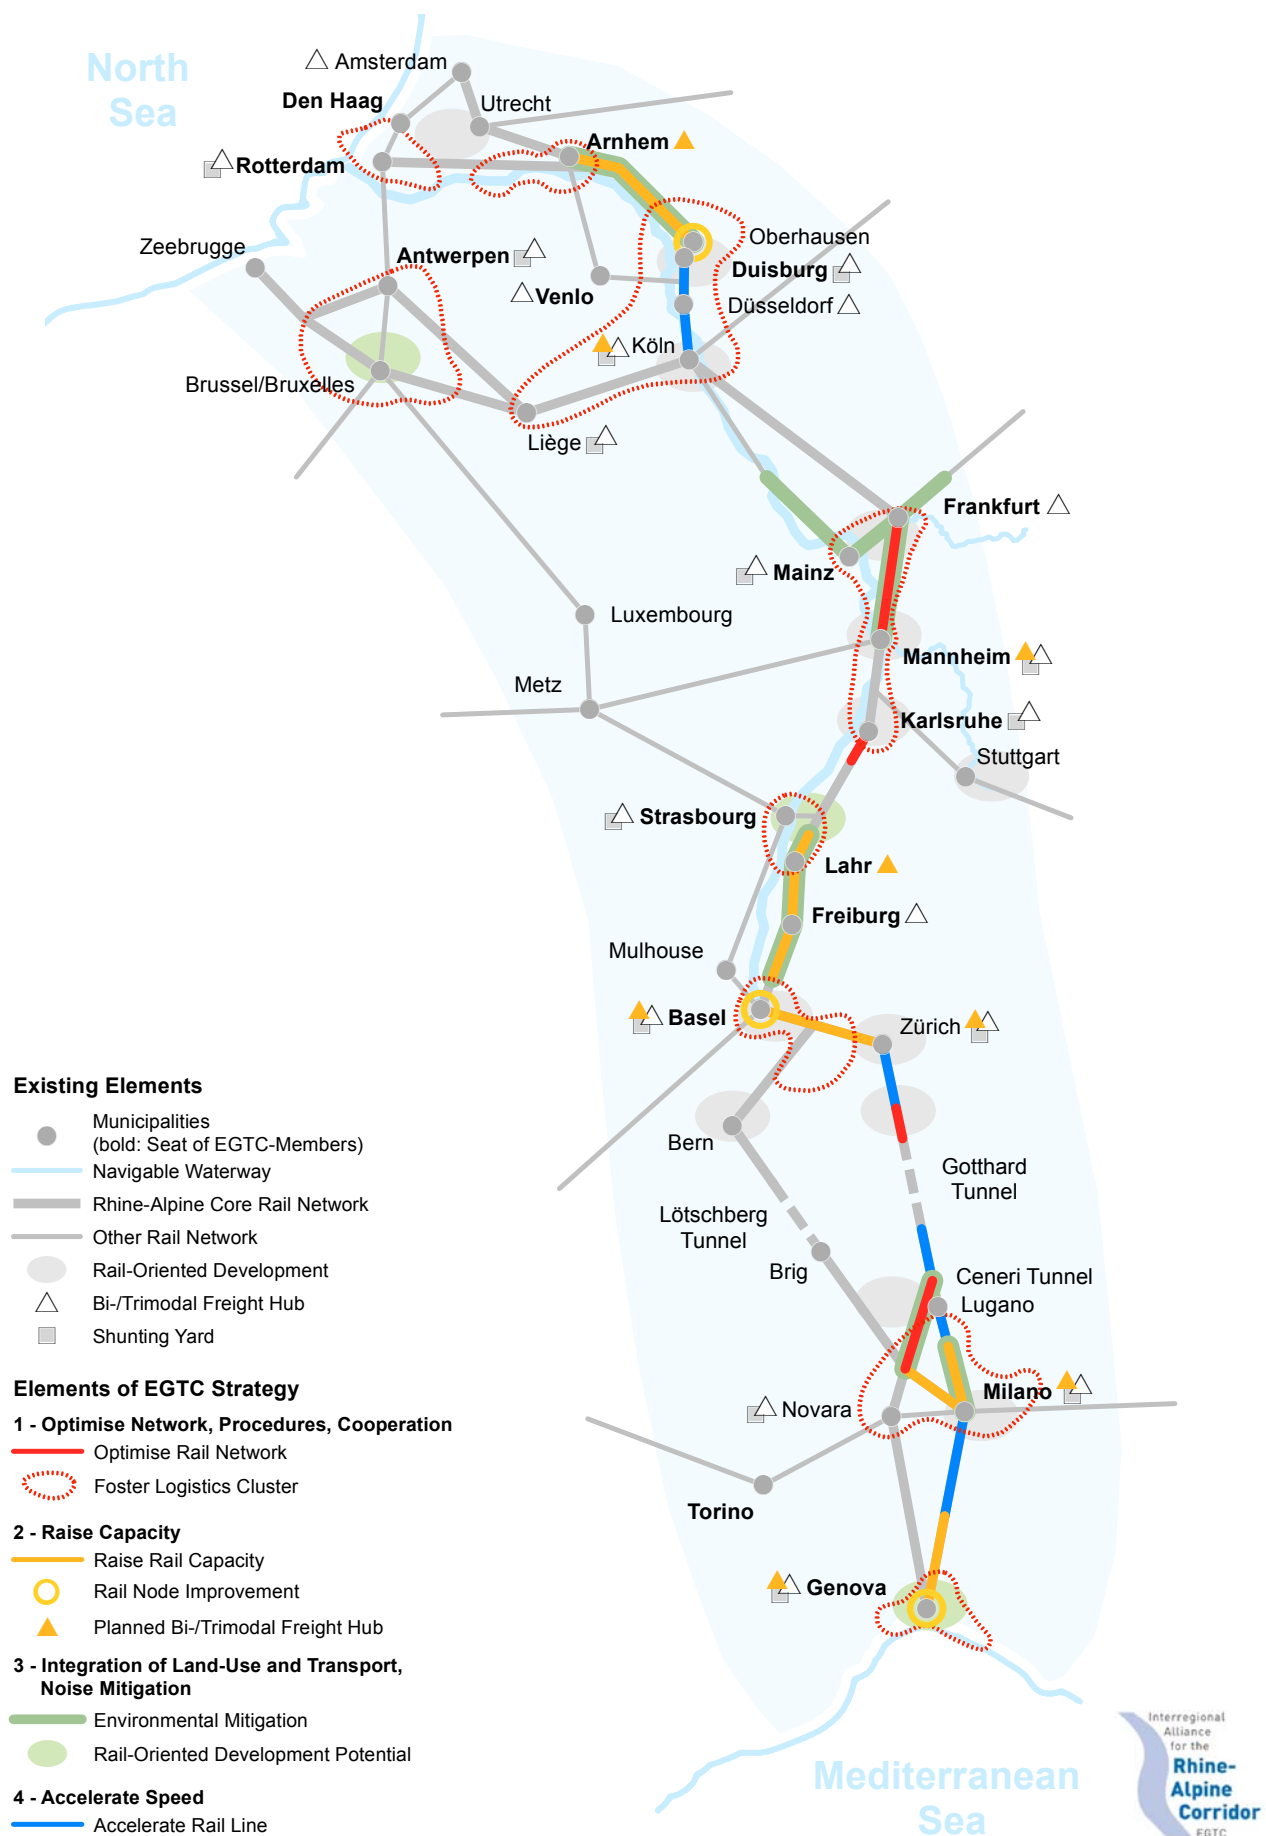 North
Sea
Amsterdam
Den Haag
Utrecht
Arnhem
Rotterdam
Zeebrugge
Antwerpen
Oberhausen
Duisburg
Venlo
Düsseldorf
Köln
Brussel/Bruxelles
Liège
Frankfurt
Mainz
Luxembourg
Mannheim
Metz
Karlsruhe
Stuttgart
Strasbourg
Lahr
Freiburg
Mulhouse
Basel
Zürich
Bern
Gotthard
Tunnel
Lötschberg
Tunnel
Brig
Ceneri Tunnel
Lugano
Milano
Novara
Torino
Genova
Mediterranean
Sea
Existing Elements
Municipalities
(bold: Seat of EGTC-Members)
Navigable Waterway
Rhine-Alpine Core Rail Network
Other Rail Network
Rail-Oriented Development
Bi-/Trimodal Freight Hub
Shunting Yard
Elements of EGTC Strategy
1 - Optimise Network, Procedures, Cooperation
Optimise Rail Network
Foster Logistics Cluster
2 - Raise Capacity
Raise Rail Capacity
Rail Node Improvement
Planned Bi-/Trimodal Freight Hub
3 - Integration of Land-Use and Transport,
Noise Mitigation
Environmental Mitigation
Rail-Oriented Development Potential
4 - Accelerate Speed
Accelerate Rail Line
Interregional
Alliance
for the
Rhine-
Alpine
Corridor
EGTC